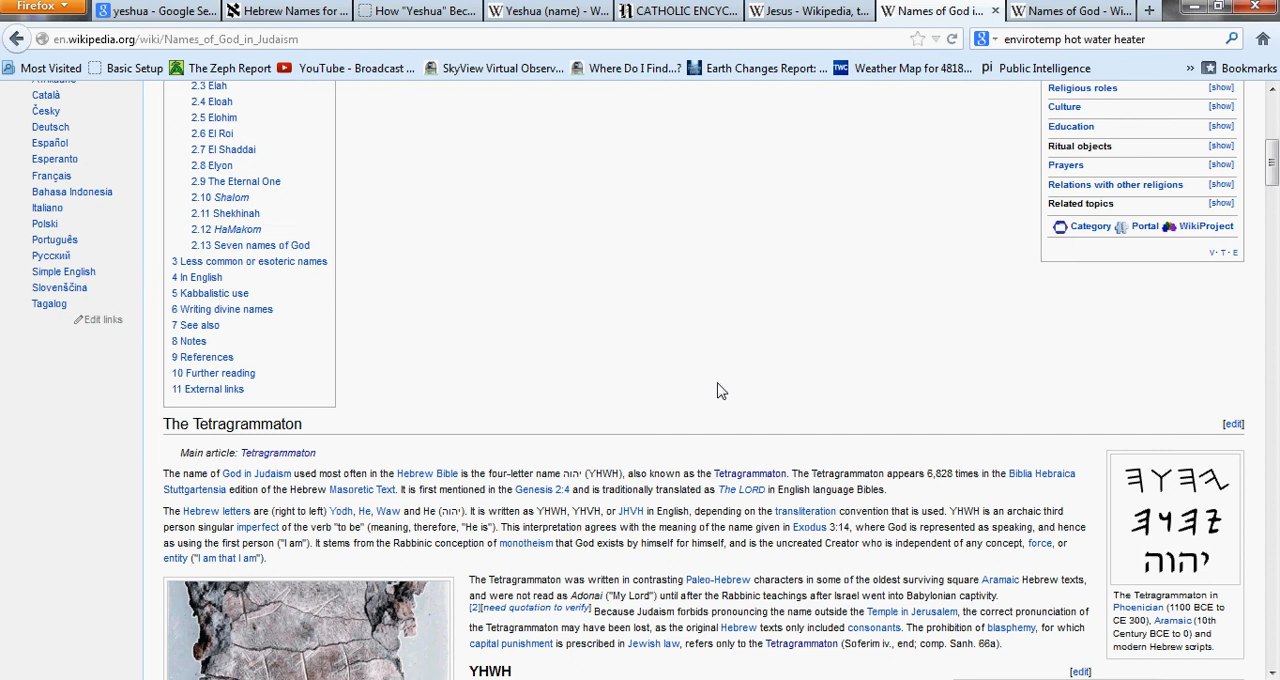 Firefox
yeshua - Google Se...
Hebrew Names for ...
How "Yeshua" Bec...
Yeshua (name) - W...
CATHOLIC ENCYC...
Jesus - Wikipedia, t...
Names of God i...
Names of God - Wi...
en.wikipedia.org/wiki/Names_of_God_in_Judaism
envirotemp hot water heater
Most Visited
Basic Setup
The Zeph Report
YouTube - Broadcast ...
SkyView Virtual Observ...
Where Do I Find...?
Earth Changes Report: ...
TWC
Weather Map for 4818...
pi Public Intelligence
»
Bookmarks
Català
Česky
Deutsch
Español
Esperanto
Français
Bahasa Indonesia
Italiano
Polski
Português
Русский
Simple English
Slovenščina
Tagalog
Edit links
2.3 Elah
2.4 Eloah
2.5 Elohim
2.6 El Roi
2.7 El Shaddai
2.8 Elyon
2.9 The Eternal One
2.10 Shalom
2.11 Shekhinah
2.12 HaMakom
2.13 Seven names of God
3 Less common or esoteric names
4 In English
5 Kabbalistic use
6 Writing divine names
7 See also
8 Notes
9 References
10 Further reading
11 External links
Religious roles [show]
Culture [show]
Education [show]
Ritual objects [show]
Prayers [show]
Relations with other religions [show]
Related topics [show]
Category Portal WikiProject
V · T · E
The Tetragrammaton [edit]
Main article: Tetragrammaton
The name of God in Judaism used most often in the Hebrew Bible is the four-letter name יהוה (YHWH), also known as the Tetragrammaton. The Tetragrammaton appears 6,828 times in the Biblia Hebraica
Stuttgartensia edition of the Hebrew Masoretic Text. It is first mentioned in the Genesis 2:4 and is traditionally translated as The LORD in English language Bibles.
The Hebrew letters are (right to left) Yodh, He, Waw and He (יהוה). It is written as YHWH, YHVH, or JHVH in English, depending on the transliteration convention that is used. YHWH is an archaic third
person singular imperfect of the verb "to be" (meaning, therefore, "He is"). This interpretation agrees with the meaning of the name given in Exodus 3:14, where God is represented as speaking, and hence
as using the first person ("I am"). It stems from the Rabbinic conception of monotheism that God exists by himself for himself, and is the uncreated Creator who is independent of any concept, force, or
entity ("I am that I am").
The Tetragrammaton was written in contrasting Paleo-Hebrew characters in some of the oldest surviving square Aramaic Hebrew texts,
and were not read as Adonai ("My Lord") until after the Rabbinic teachings after Israel went into Babylonian captivity.
[2][need quotation to verify] Because Judaism forbids pronouncing the name outside the Temple in Jerusalem, the correct pronunciation of
the Tetragrammaton may have been lost, as the original Hebrew texts only included consonants. The prohibition of blasphemy, for which
capital punishment is prescribed in Jewish law, refers only to the Tetragrammaton (Soferim iv., end; comp. Sanh. 66a).
YHWH [edit]
יהוה
The Tetragrammaton in
Phoenician (1100 BCE to
CE 300), Aramaic (10th
Century BCE to 0) and
modern Hebrew scripts.